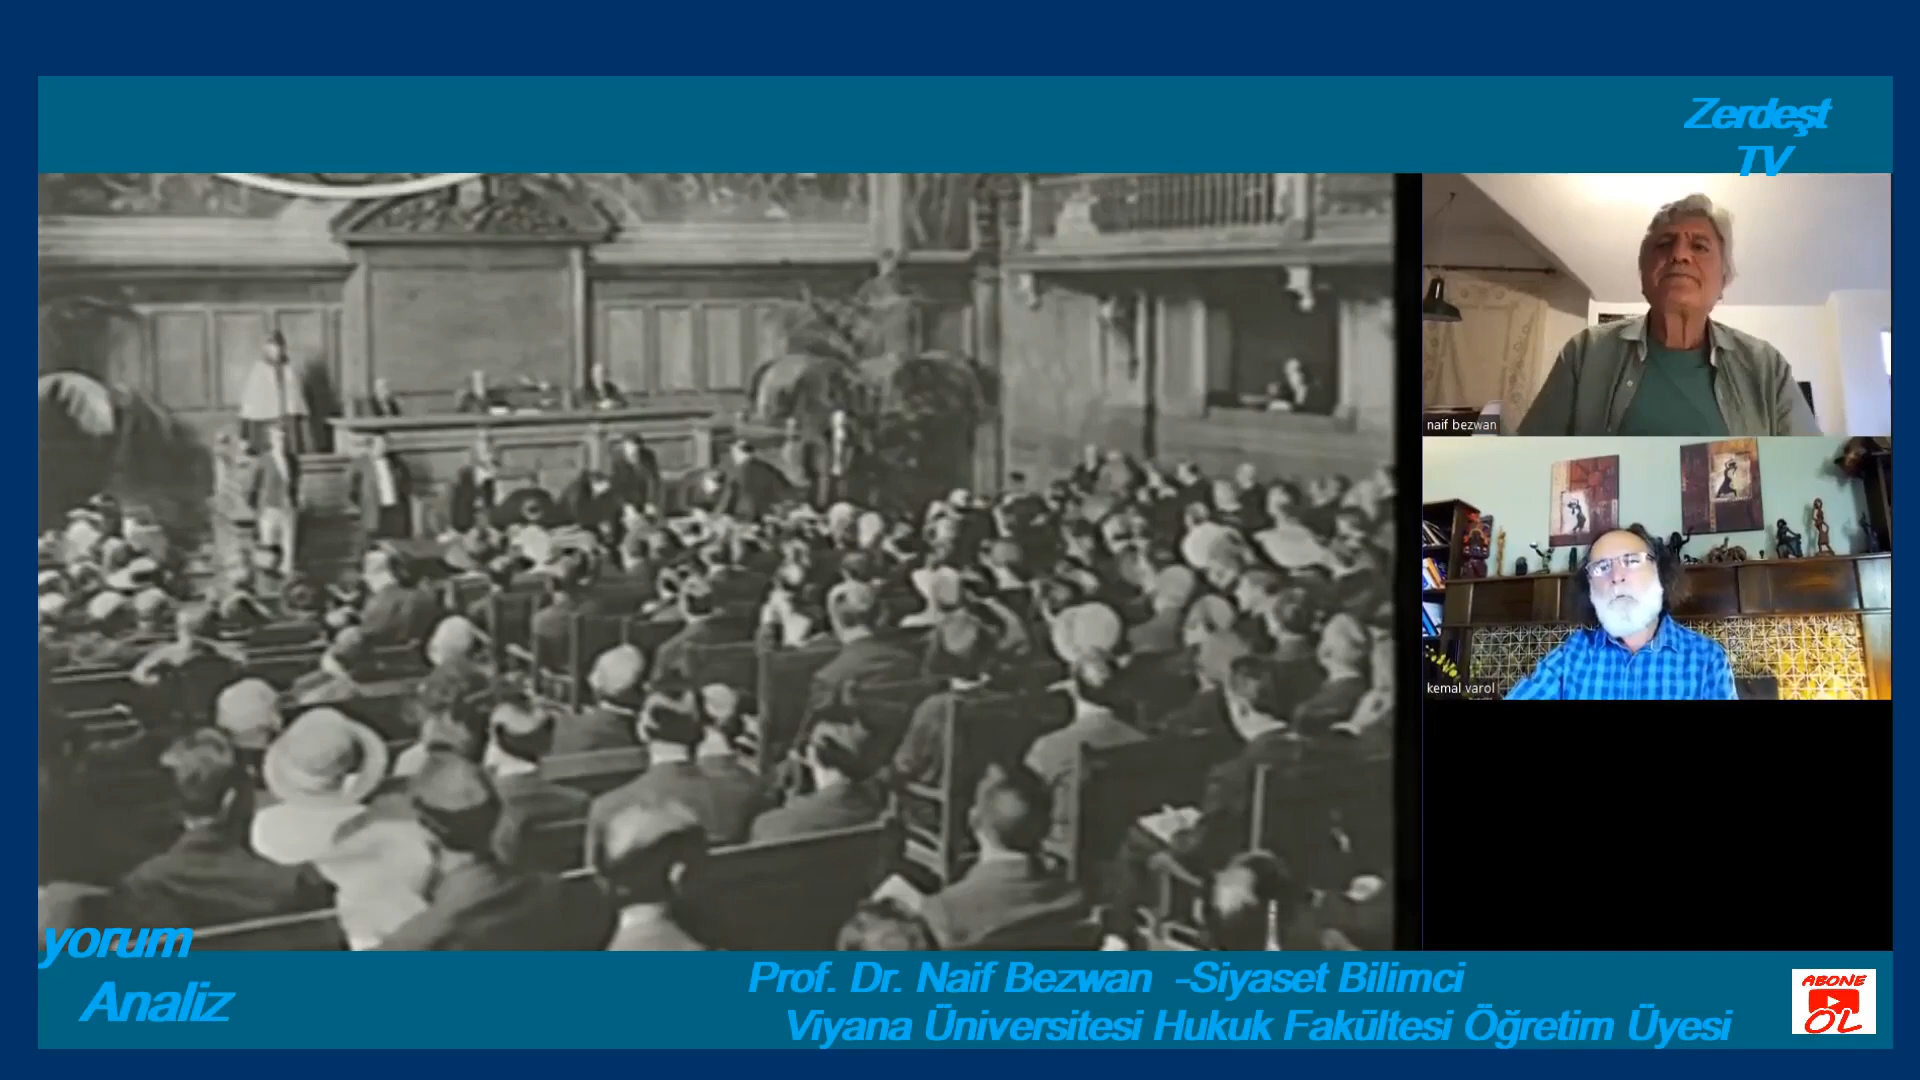 Zerdeşt
TV
naif bezwan
kemal varol
yorum
Analiz
Prof. Dr. Naif Bezwan -Siyaset Bilimci
Viyana Üniversitesi Hukuk Fakültesi Öğretim Üyesi
ABONE
OL